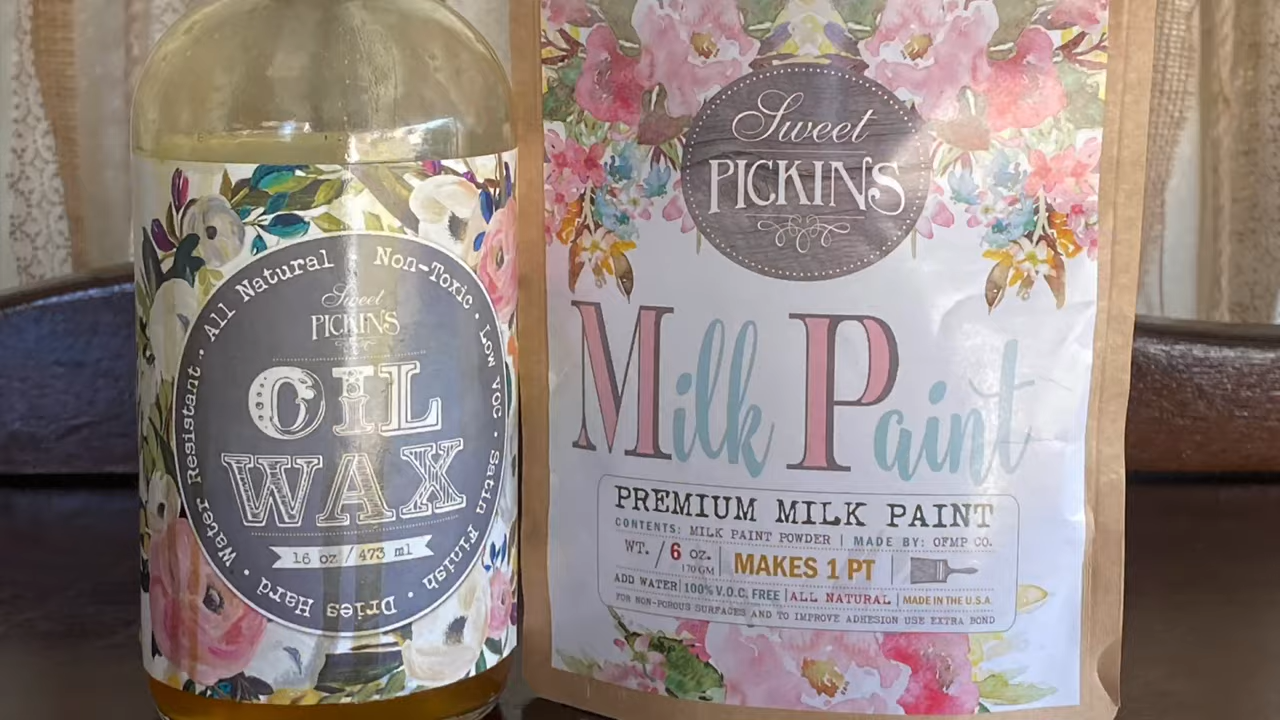 All Natural • Non-Toxic • Low VOC • Satin Finish • Dries Hard • Water Resistant •
Sweet
PICKINS
OIL
WAX
16 oz / 473 ml
Sweet
PICKINS
Milk Paint
PREMIUM MILK PAINT
CONTENTS: MILK PAINT POWDER | MADE BY: OFMP CO.
WT. / 6 OZ. 170 GM | MAKES 1 PT
ADD WATER | 100% V.O.C. FREE | ALL NATURAL | MADE IN THE U.S.A.
FOR NON-POROUS SURFACES AND TO IMPROVE ADHESION USE EXTRA BOND